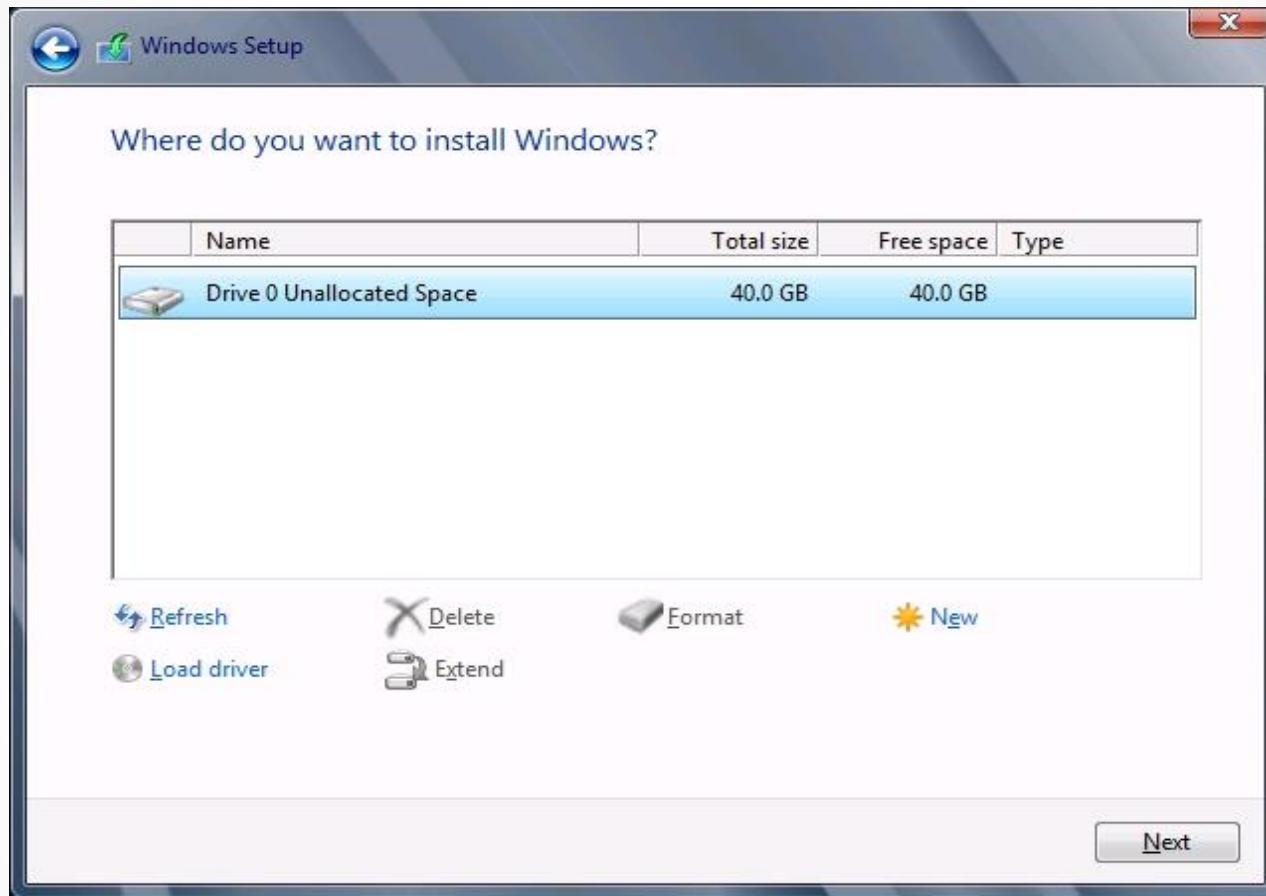 Windows Setup
Where do you want to install Windows?
Name Total size Free space Type
Drive 0 Unallocated Space 40.0 GB 40.0 GB
Refresh Delete Format New
Load driver Extend
Next